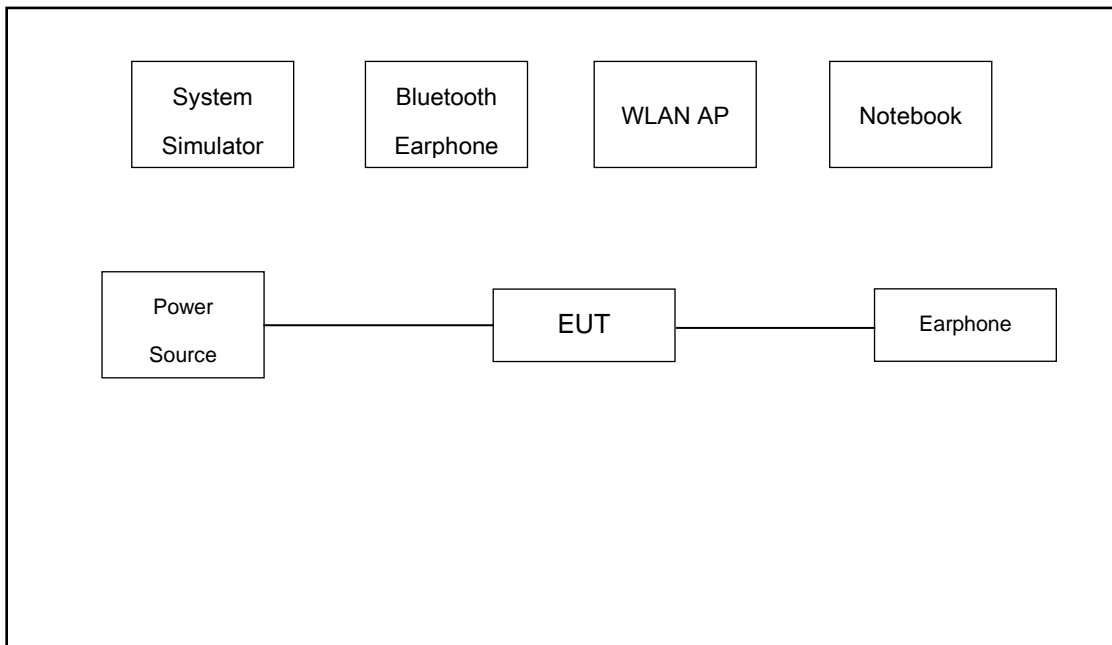 System
Simulator
Bluetooth
Earphone
WLAN AP
Notebook
Power
Source
EUT
Earphone